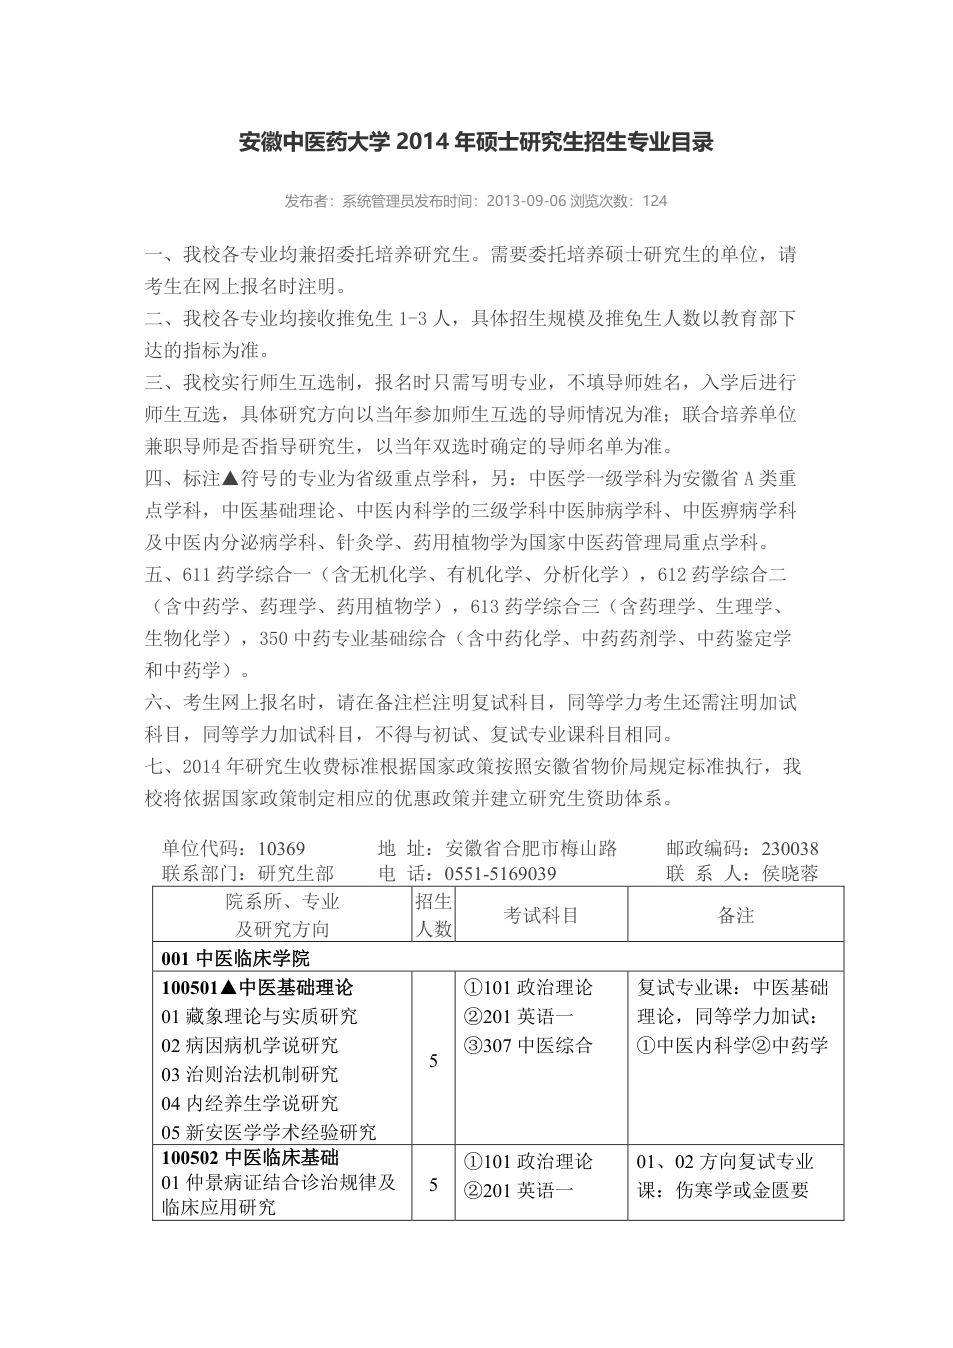 安徽中医药大学 2014 年硕士研究生招生专业目录
发布者：系统管理员发布时间：2013-09-06 浏览次数：124
一、我校各专业均兼招委托培养研究生。需要委托培养硕士研究生的单位，请
考生在网上报名时注明。
二、我校各专业均接收推免生 1-3 人，具体招生规模及推免生人数以教育部下
达的指标为准。
三、我校实行师生互选制，报名时只需写明专业，不填导师姓名，入学后进行
师生互选，具体研究方向以当年参加师生互选的导师情况为准；联合培养单位
兼职导师是否指导研究生，以当年双选时确定的导师名单为准。
四、标注▲符号的专业为省级重点学科，另：中医学一级学科为安徽省 A 类重
点学科，中医基础理论、中医内科学的三级学科中医肺病学科、中医痹病学科
及中医内分泌病学科、针灸学、药用植物学为国家中医药管理局重点学科。
五、611 药学综合一（含无机化学、有机化学、分析化学），612 药学综合二
（含中药学、药理学、药用植物学），613 药学综合三（含药理学、生理学、
生物化学），350 中药专业基础综合（含中药化学、中药药剂学、中药鉴定学
和中药学）。
六、考生网上报名时，请在备注栏注明复试科目，同等学力考生还需注明加试
科目，同等学力加试科目，不得与初试、复试专业课科目相同。
七、2014 年研究生收费标准根据国家政策按照安徽省物价局规定标准执行，我
校将依据国家政策制定相应的优惠政策并建立研究生资助体系。
单位代码：10369 地 址：安徽省合肥市梅山路 邮政编码：230038
联系部门：研究生部 电 话：0551-5169039 联 系 人：侯晓蓉
院系所、专业
及研究方向
招生
人数
考试科目
备注
001 中医临床学院
100501▲中医基础理论
01 藏象理论与实质研究
02 病因病机学说研究
03 治则治法机制研究
04 内经养生学说研究
05 新安医学学术经验研究
5
①101 政治理论
②201 英语一
③307 中医综合
复试专业课：中医基础
理论，同等学力加试：
①中医内科学②中药学
100502 中医临床基础
01 仲景病证结合诊治规律及
临床应用研究
5
①101 政治理论
②201 英语一
01、02 方向复试专业
课：伤寒学或金匮要